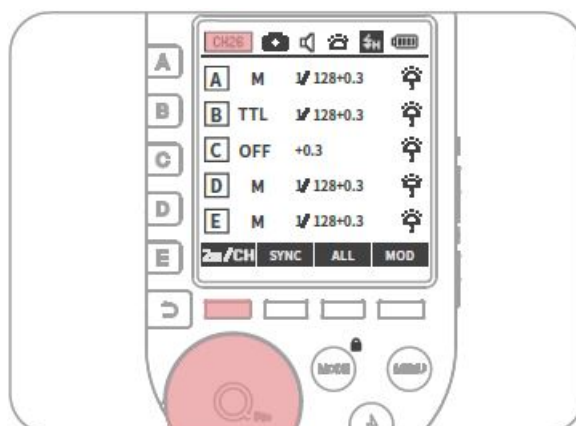 CH26 H
A
B
C
D
E
A M 1/128+0.3
B TTL 1/128+0.3
C OFF +0.3
D M 1/128+0.3
E M 1/128+0.3
Zm/CH SYNC ALL MOD
MODE MENU